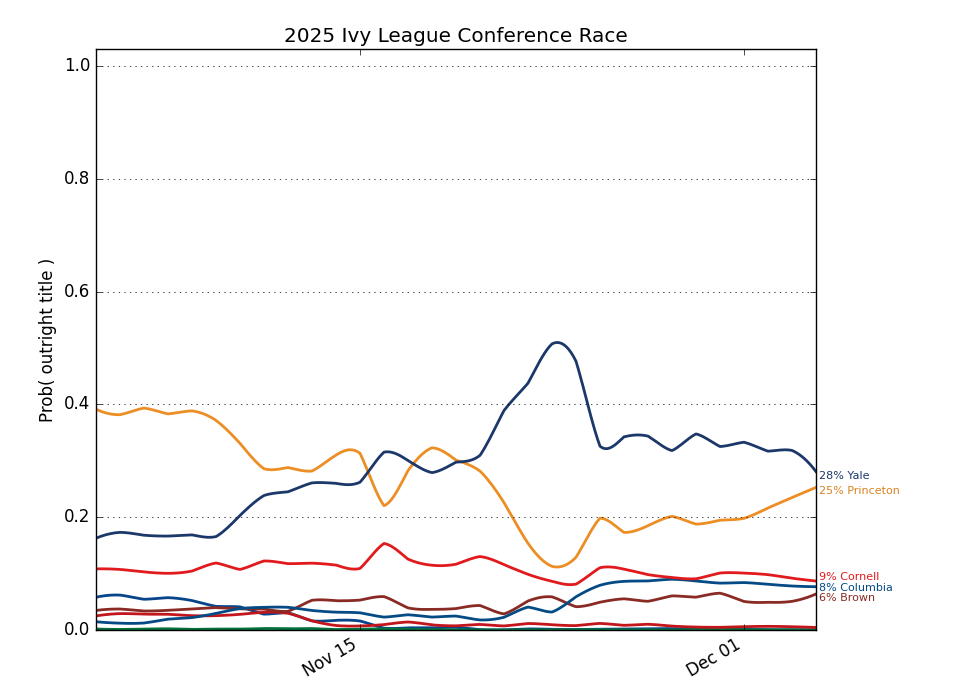 2025 Ivy League Conference Race
1.0
0.8
0.6
0.4
0.2
0.0
Prob( outright title )
28% Yale
25% Princeton
9% Cornell
8% Columbia
6% Brown
Nov 15
Dec 01